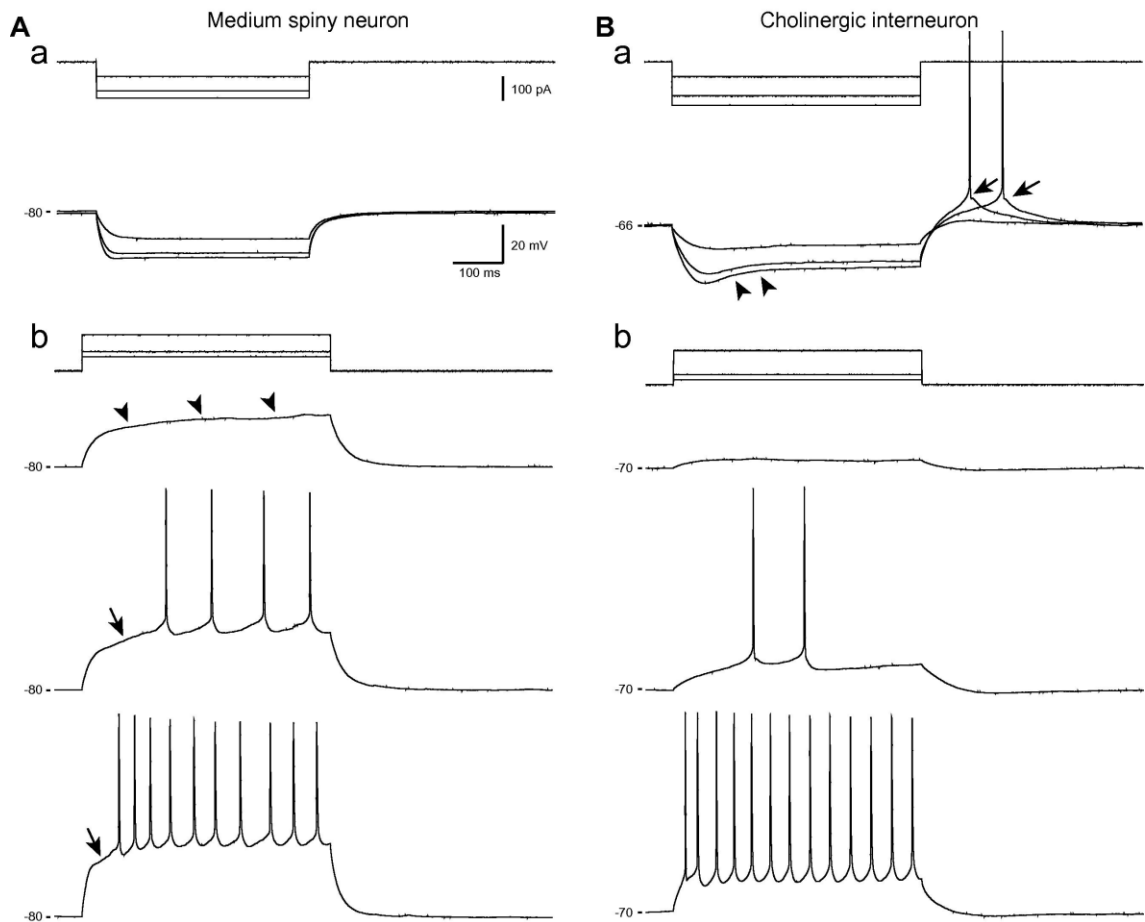 A
Medium spiny neuron
a
100 pA
-80
20 mV
100 ms
b
-80
-80
-80
B
Cholinergic interneuron
a
-66
b
-70
-70
-70